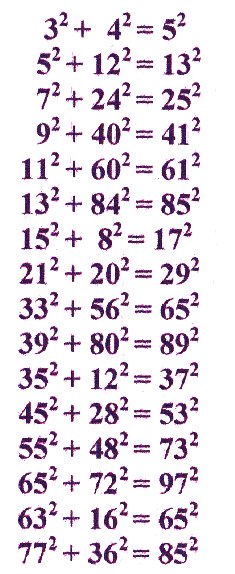 3² + 4² = 5²
5² + 12² = 13²
7² + 24² = 25²
9² + 40² = 41²
11² + 60² = 61²
13² + 84² = 85²
15² + 8² = 17²
21² + 20² = 29²
33² + 56² = 65²
39² + 80² = 89²
35² + 12² = 37²
45² + 28² = 53²
55² + 48² = 73²
65² + 72² = 97²
63² + 16² = 65²
77² + 36² = 85²